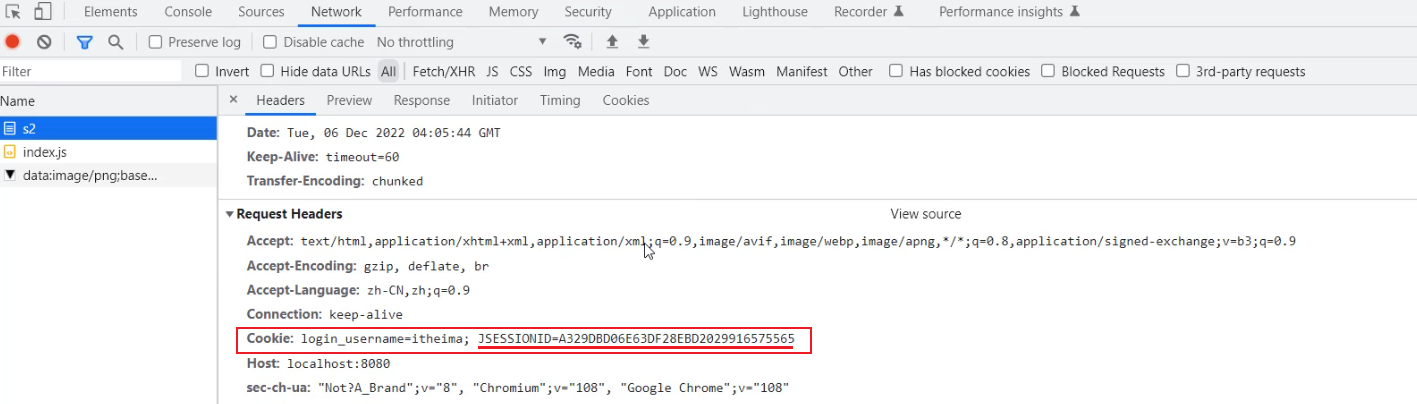 Elements Console Sources Network Performance Memory Security Application Lighthouse Recorder Performance insights
Preserve log Disable cache No throttling
Filter Invert Hide data URLs All Fetch/XHR JS CSS Img Media Font Doc WS Wasm Manifest Other Has blocked cookies Blocked Requests 3rd-party requests
Name
× Headers Preview Response Initiator Timing Cookies
s2
index.js
data:image/png;base...
Date: Tue, 06 Dec 2022 04:05:44 GMT
Keep-Alive: timeout=60
Transfer-Encoding: chunked
Request Headers View source
Accept: text/html,application/xhtml+xml,application/xml;q=0.9,image/avif,image/webp,image/apng,*/*;q=0.8,application/signed-exchange;v=b3;q=0.9
Accept-Encoding: gzip, deflate, br
Accept-Language: zh-CN,zh;q=0.9
Connection: keep-alive
Cookie: login_username=itheima; JSESSIONID=A329DBD06E63DF28EBD2029916575565
Host: localhost:8080
sec-ch-ua: "Not?A_Brand";v="8", "Chromium";v="108", "Google Chrome";v="108"